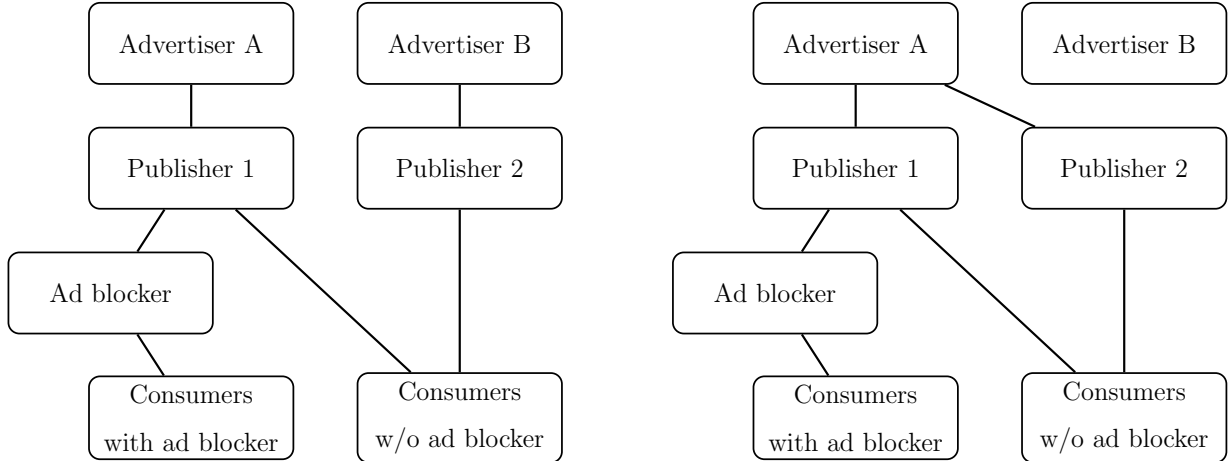 Advertiser A
Advertiser B
Publisher 1
Publisher 2
Ad blocker
Consumers
with ad blocker
Consumers
w/o ad blocker
Advertiser A
Advertiser B
Publisher 1
Publisher 2
Ad blocker
Consumers
with ad blocker
Consumers
w/o ad blocker